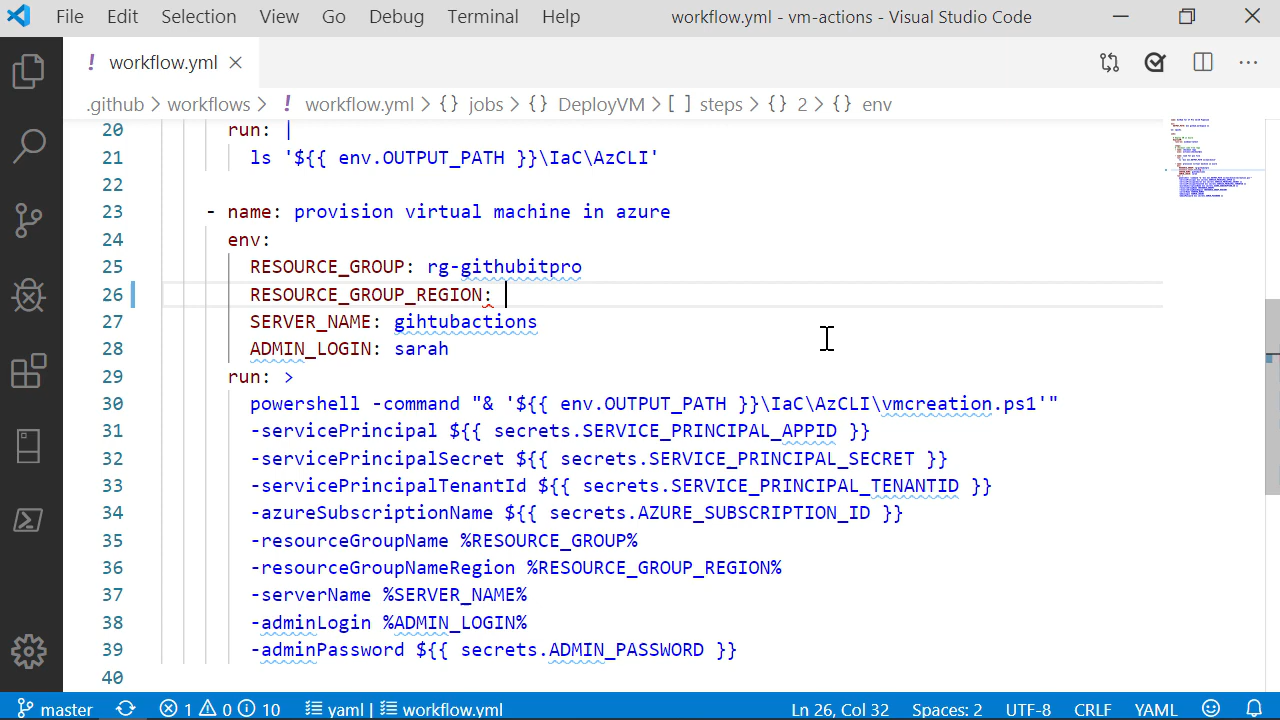 File Edit Selection View Go Debug Terminal Help workflow.yml - vm-actions - Visual Studio Code
! workflow.yml
.github > workflows > ! workflow.yml > {} jobs > {} DeployVM > [ ] steps > {} 2 > {} env
20 run: |
21 ls '${{ env.OUTPUT_PATH }}\IaC\AzCLI'
22
23 - name: provision virtual machine in azure
24 env:
25 RESOURCE_GROUP: rg-githubitpro
26 RESOURCE_GROUP_REGION:
27 SERVER_NAME: gihtubactions
28 ADMIN_LOGIN: sarah
29 run: >
30 powershell -command "& '${{ env.OUTPUT_PATH }}\IaC\AzCLI\vmcreation.ps1'"
31 -servicePrincipal ${{ secrets.SERVICE_PRINCIPAL_APPID }}
32 -servicePrincipalSecret ${{ secrets.SERVICE_PRINCIPAL_SECRET }}
33 -servicePrincipalTenantId ${{ secrets.SERVICE_PRINCIPAL_TENANTID }}
34 -azureSubscriptionName ${{ secrets.AZURE_SUBSCRIPTION_ID }}
35 -resourceGroupName %RESOURCE_GROUP%
36 -resourceGroupNameRegion %RESOURCE_GROUP_REGION%
37 -serverName %SERVER_NAME%
38 -adminLogin %ADMIN_LOGIN%
39 -adminPassword ${{ secrets.ADMIN_PASSWORD }}
40
master 1 0 10 yaml | workflow.yml Ln 26, Col 32 Spaces: 2 UTF-8 CRLF YAML